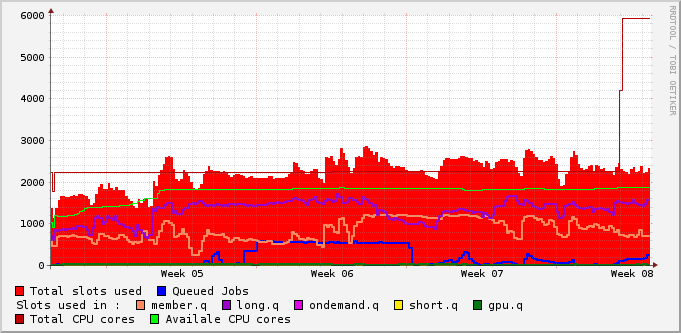 6000
5000
4000
3000
2000
1000
0
Week 05 Week 06 Week 07 Week 08
RRDTOOL / TOBI OETIKER
Total slots used Queued Jobs
Slots used in : member.q long.q ondemand.q short.q gpu.q
Total CPU cores Availale CPU cores